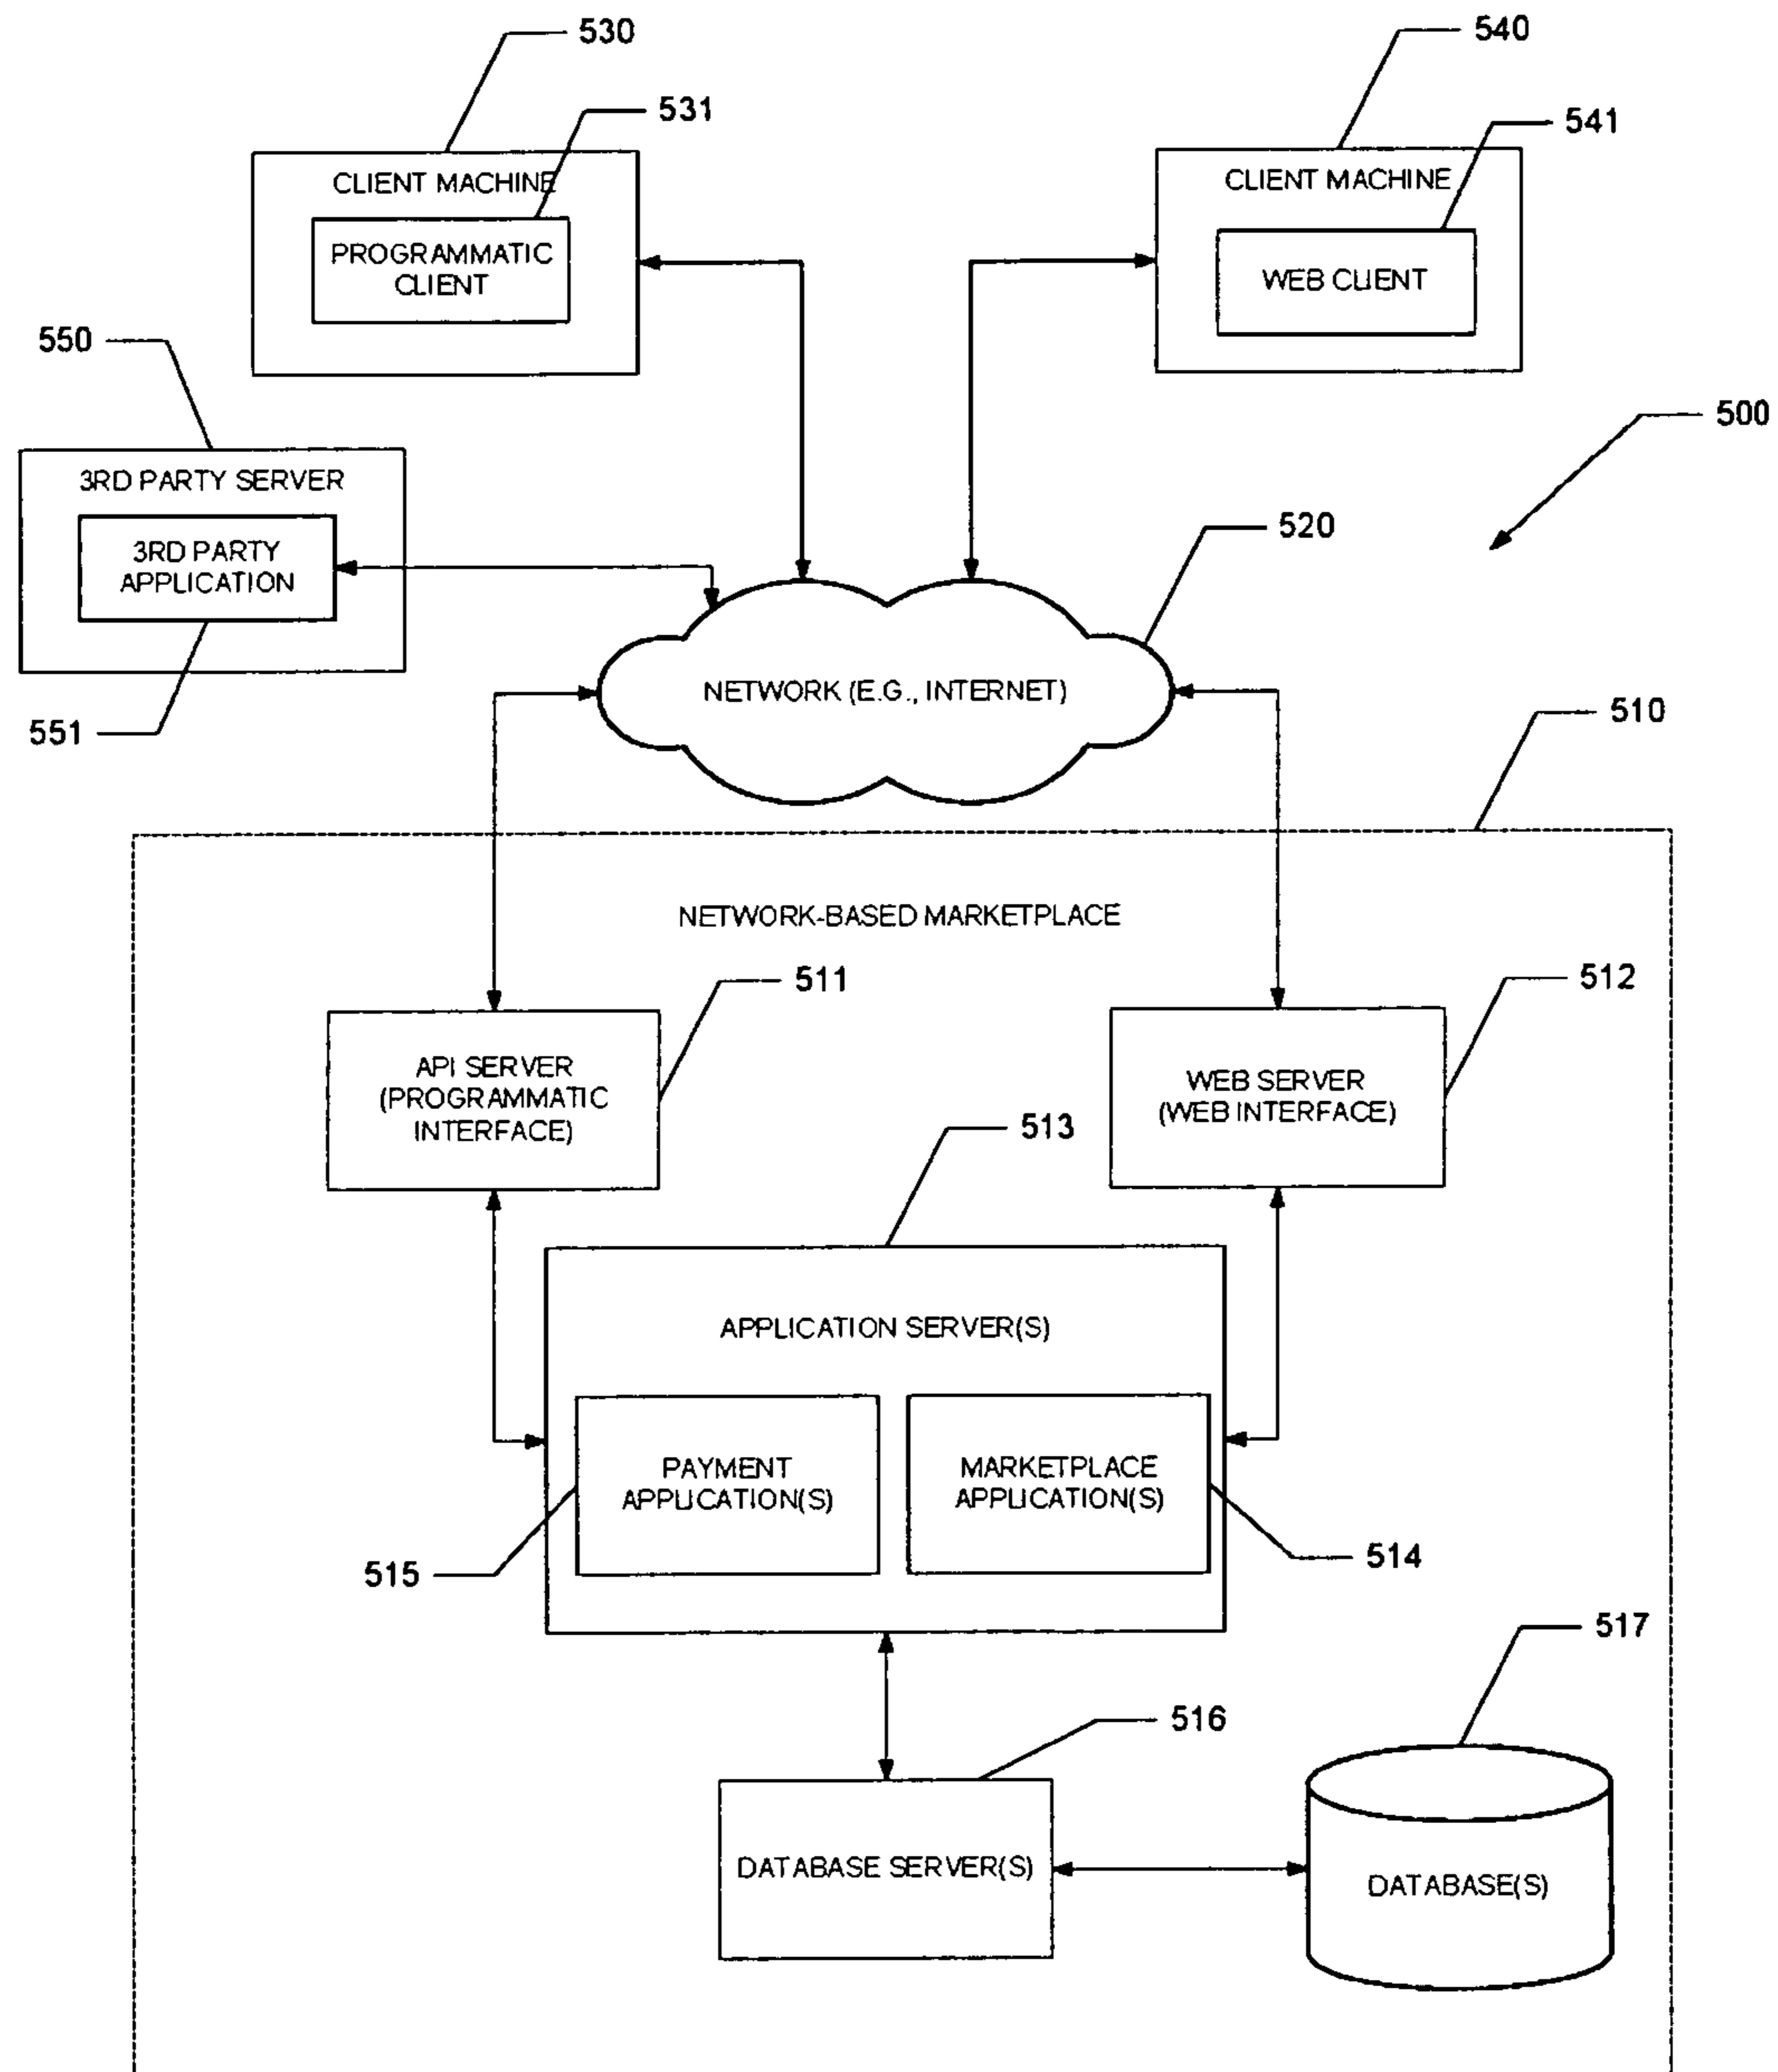 530
540
531
541
CLIENT MACHINE
PROGRAMMATIC
CLIENT
CLIENT MACHINE
WEB CLIENT
550
500
3RD PARTY SERVER
3RD PARTY
APPLICATION
551
520
NETWORK (E.G., INTERNET)
510
NETWORK-BASED MARKETPLACE
511
512
API SERVER
(PROGRAMMATIC
INTERFACE)
WEB SERVER
(WEB INTERFACE)
513
APPLICATION SERVER(S)
PAYMENT
APPLICATION(S)
MARKETPLACE
APPLICATION(S)
515
514
517
516
DATABASE SERVER(S)
DATABASE(S)